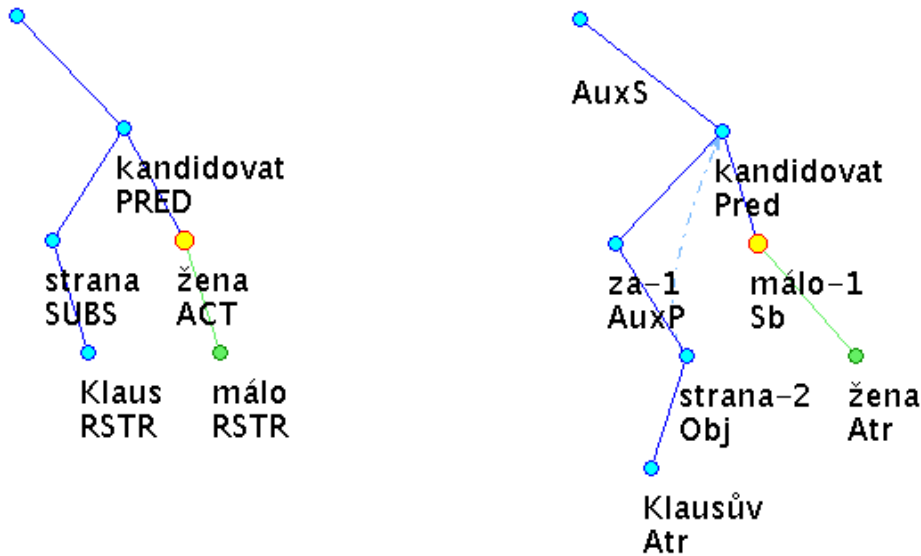 AuxS
kandidovat
PRED
kandidovat
Pred
strana
SUBS
žena
ACT
za-1
AuxP
málo-1
Sb
Klaus
RSTR
málo
RSTR
strana-2
Obj
žena
Atr
Klausův
Atr